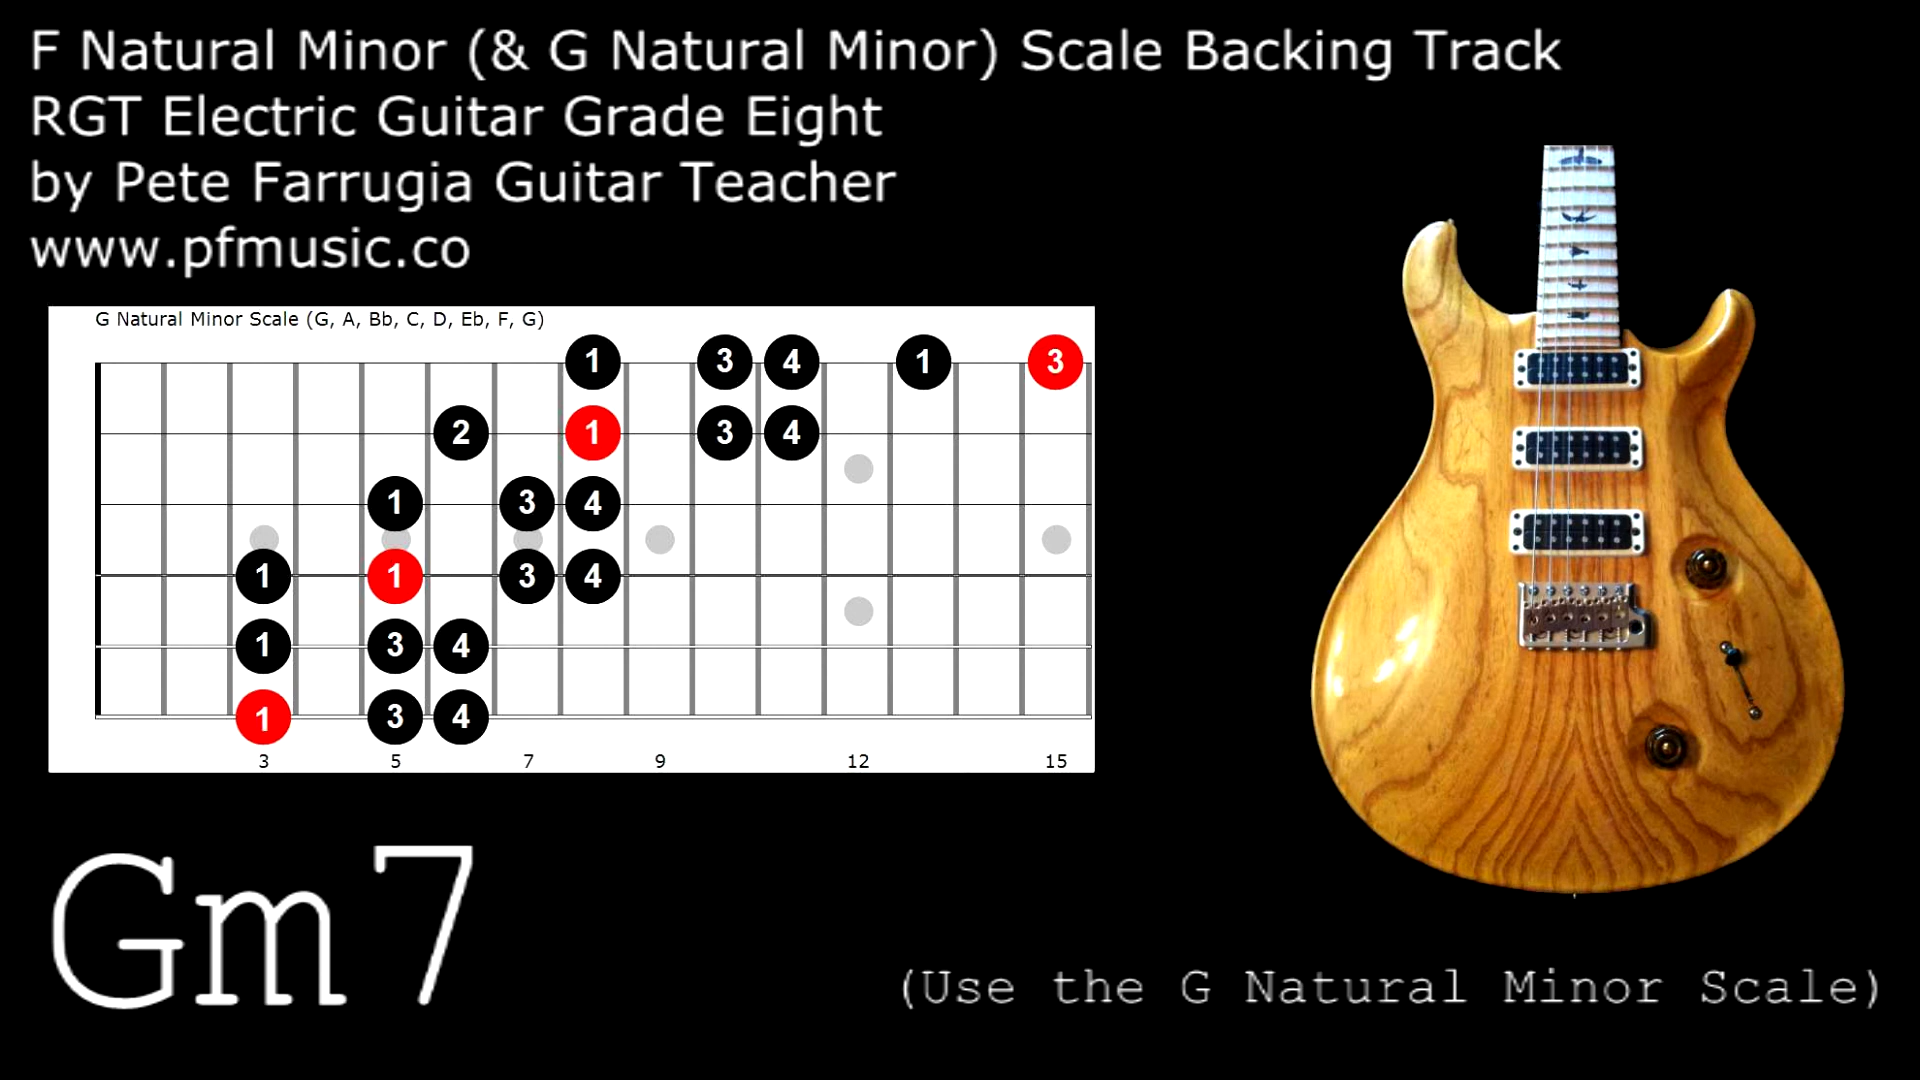 F Natural Minor (& G Natural Minor) Scale Backing Track
RGT Electric Guitar Grade Eight
by Pete Farrugia Guitar Teacher
www.pfmusic.co
G Natural Minor Scale (G, A, Bb, C, D, Eb, F, G)
1 3 4 1 3
2 1 3 4
1 3 4
1 1 3 4
1 3 4
1 3 4
3 5 7 9 12 15
Gm7
(Use the G Natural Minor Scale)